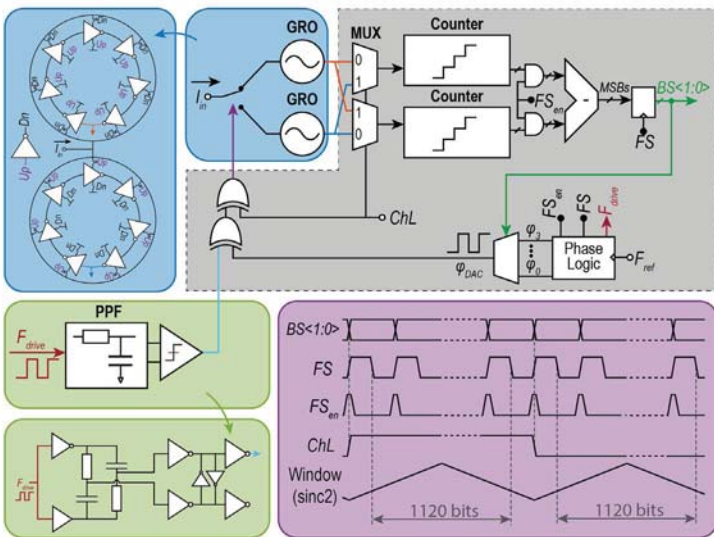 Dn
Up
I_in
GRO
GRO
I_in
MUX
0
1
1
0
Counter
Counter
FS_en
-
MSBs
BS<1:0>
FS
ChL
φ_DAC
φ_3
φ_0
FS_en
FS
F_drive
Phase
Logic
F_ref
PPF
F_drive
F_drive
BS<1:0>
FS
FS_en
ChL
Window
(sinc2)
1120 bits
1120 bits